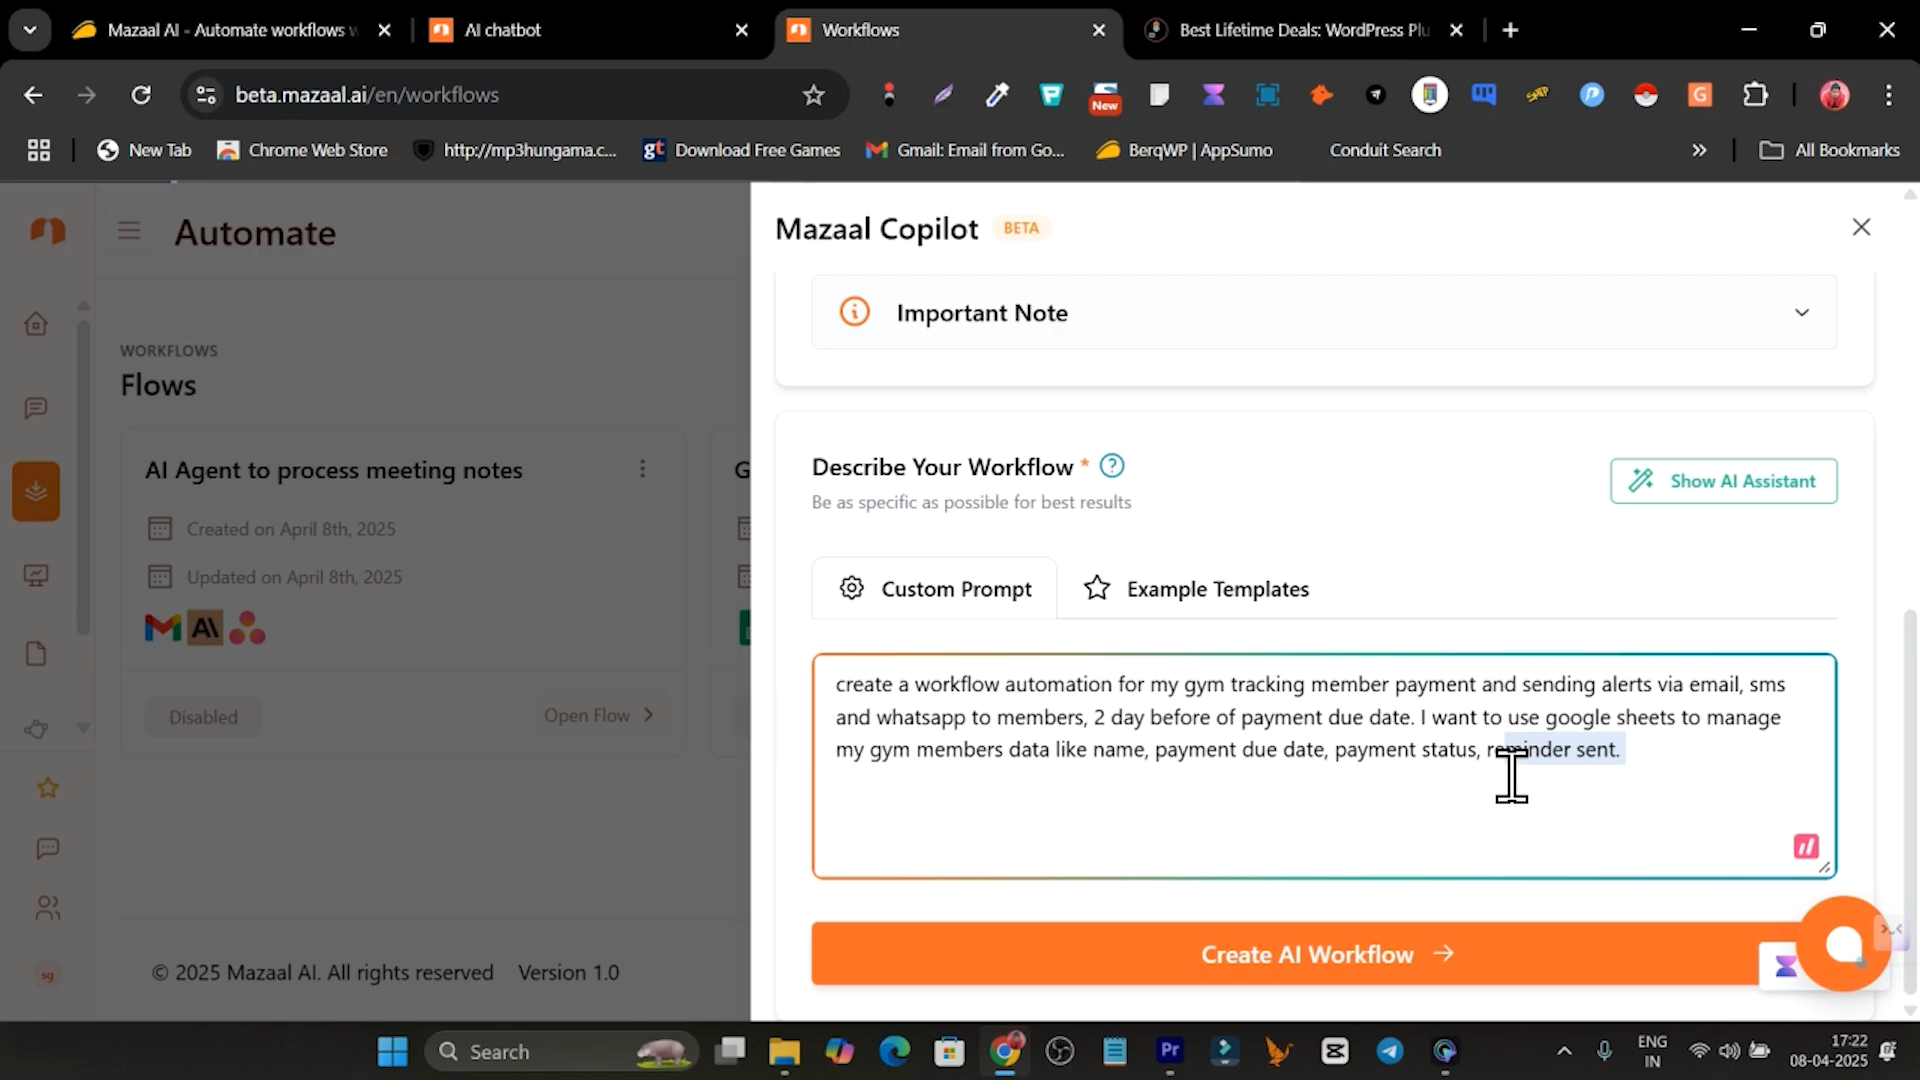 Mazaal AI - Automate workflows w
AI chatbot
Workflows
Best Lifetime Deals: WordPress Plu
beta.mazaal.ai/en/workflows
New
G
New Tab
Chrome Web Store
http://mp3hungama.c...
gt
Download Free Games
Gmail: Email from Go...
BerqWP | AppSumo
Conduit Search
All Bookmarks
Automate
WORKFLOWS
Flows
AI Agent to process meeting notes
G
Created on April 8th, 2025
Updated on April 8th, 2025
Disabled
Open Flow
© 2025 Mazaal AI. All rights reserved
Version 1.0
sg
Mazaal Copilot
BETA
Important Note
Describe Your Workflow *
Be as specific as possible for best results
Show AI Assistant
Custom Prompt
Example Templates
create a workflow automation for my gym tracking member payment and sending alerts via email, sms
and whatsapp to members, 2 day before of payment due date. I want to use google sheets to manage
my gym members data like name, payment due date, payment status, reminder sent.
Create AI Workflow
Search
Pr
ENG
IN
17:22
08-04-2025